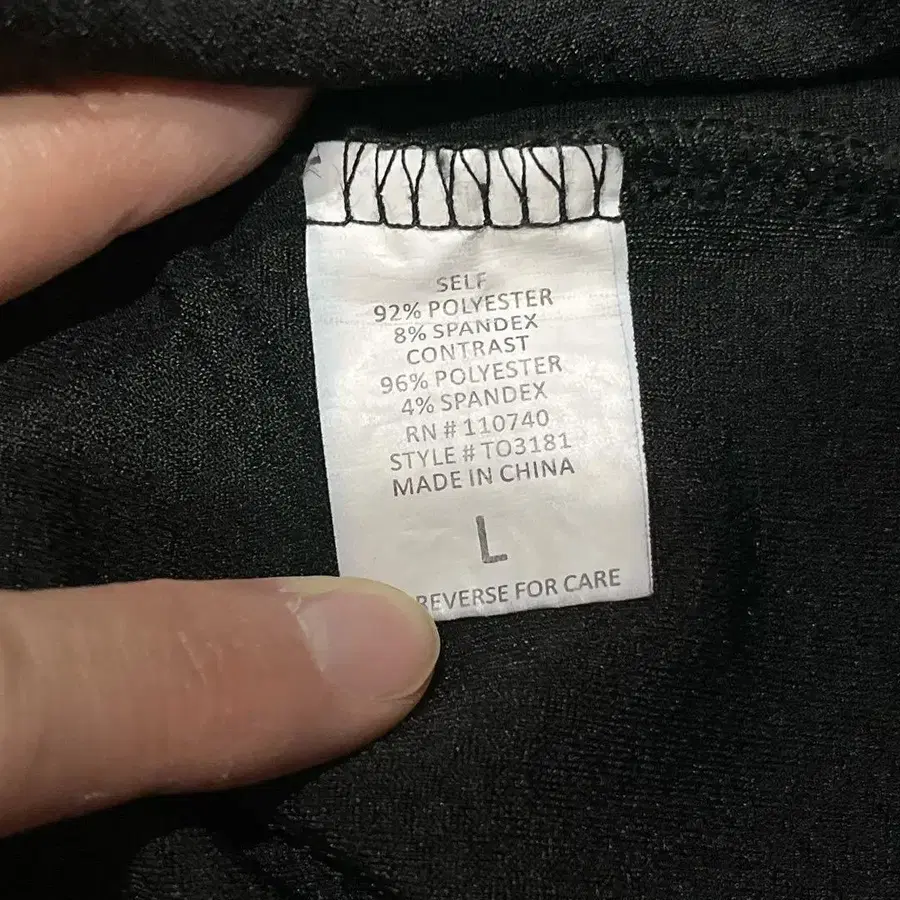 SELF
92% POLYESTER
8% SPANDEX
CONTRAST
96% POLYESTER
4% SPANDEX
RN # 110740
STYLE # TO3181
MADE IN CHINA
L
REVERSE FOR CARE